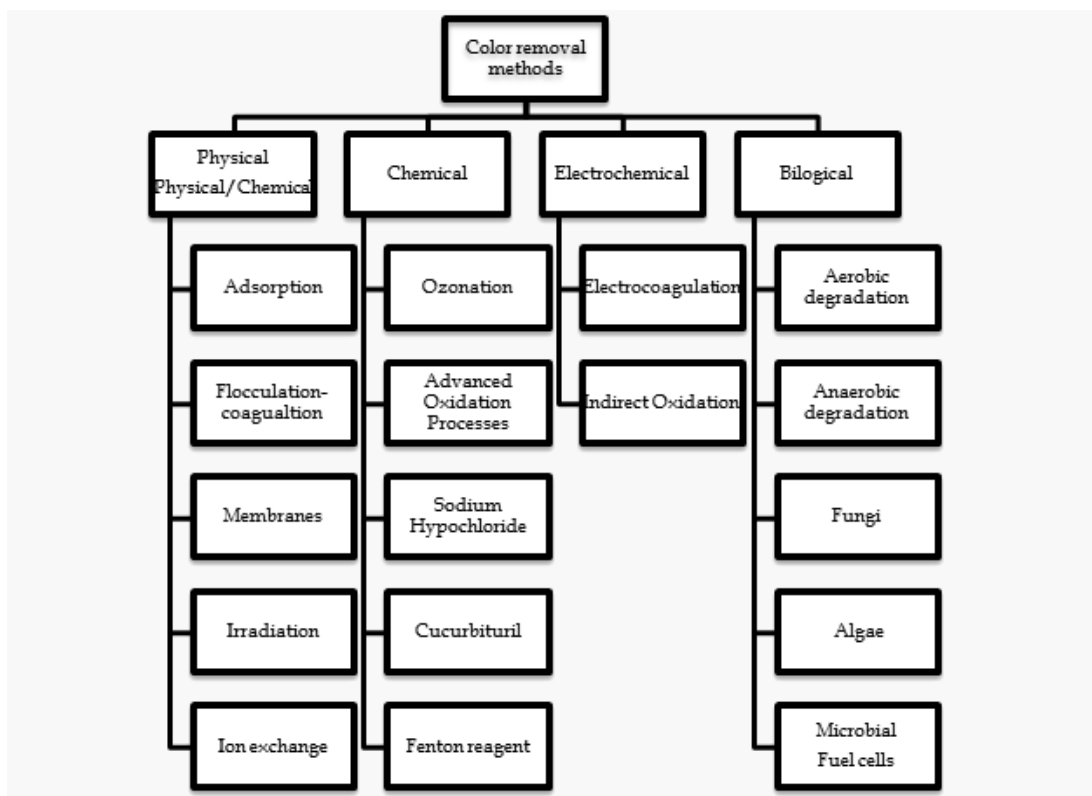 Color removal
methods
Physical
Physical/Chemical
Chemical
Electrochemical
Bilogical
Adsorption
Ozonation
Electrocoagulation
Aerobic
degradation
Flocculation-
coagualtion
Advanced
Oxidation
Processes
Indirect Oxidation
Anaerobic
degradation
Membranes
Sodium
Hypochloride
Fungi
Irradiation
Cucurbituril
Algae
Ion exchange
Fenton reagent
Microbial
Fuel cells